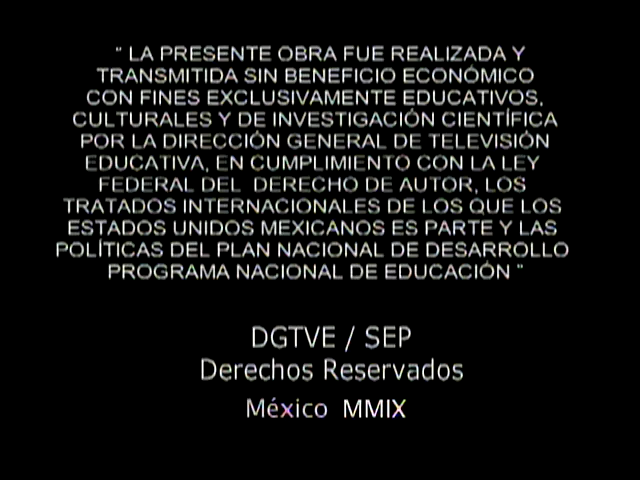 “ LA PRESENTE OBRA FUE REALIZADA Y
TRANSMITIDA SIN BENEFICIO ECONÓMICO
CON FINES EXCLUSIVAMENTE EDUCATIVOS,
CULTURALES Y DE INVESTIGACIÓN CIENTÍFICA
POR LA DIRECCIÓN GENERAL DE TELEVISIÓN
EDUCATIVA, EN CUMPLIMIENTO CON LA LEY
FEDERAL DEL DERECHO DE AUTOR, LOS
TRATADOS INTERNACIONALES DE LOS QUE LOS
ESTADOS UNIDOS MEXICANOS ES PARTE Y LAS
POLÍTICAS DEL PLAN NACIONAL DE DESARROLLO
PROGRAMA NACIONAL DE EDUCACIÓN ”
DGTVE / SEP
Derechos Reservados
México MMIX